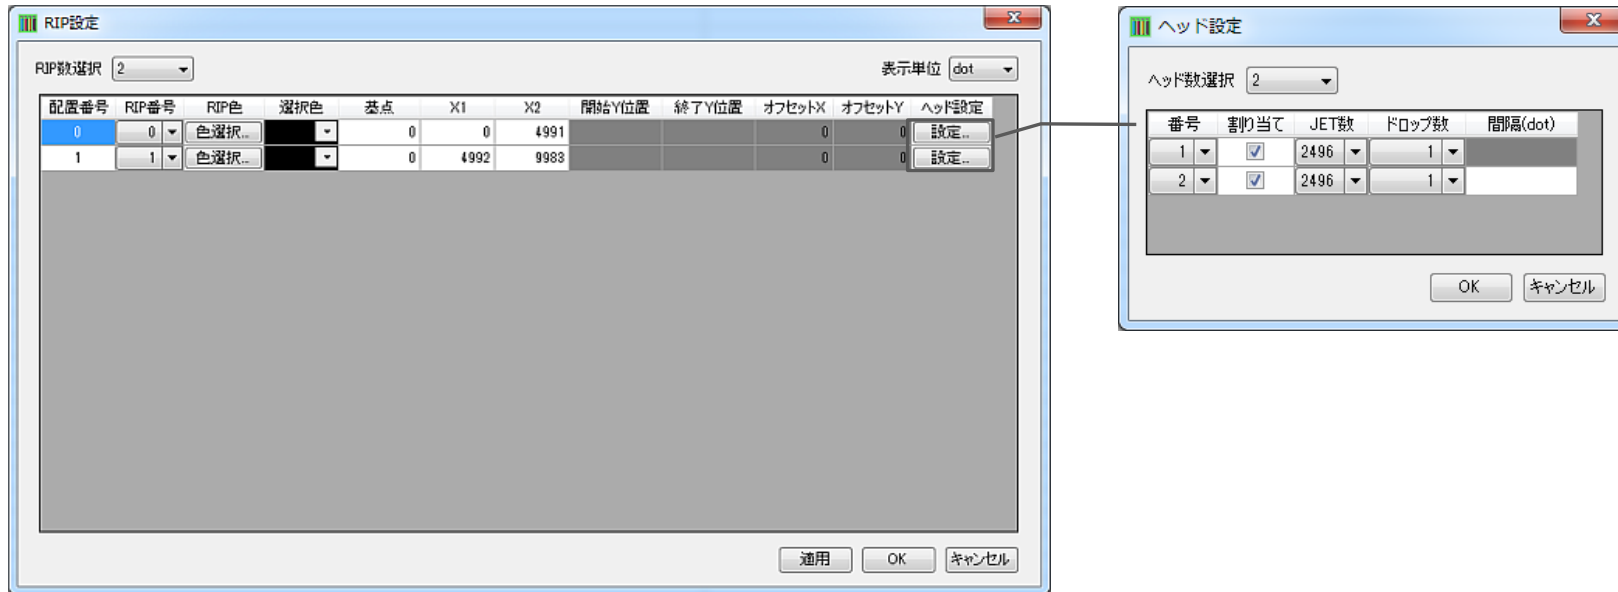 RIP設定
RIP数選択 2 表示単位 dot
配置番号 RIP番号 RIP色 選択色 基点 X1 X2 開始Y位置 終了Y位置 オフセットX オフセットY ヘッド設定
0 0 色選択... 0 0 4991 0 0 設定...
1 1 色選択... 0 4992 9983 0 0 設定...
適用 OK キャンセル
ヘッド設定
ヘッド数選択 2
番号 割り当て JET数 ドロップ数 間隔(dot)
1 2496 1
2 2496 1
OK キャンセル